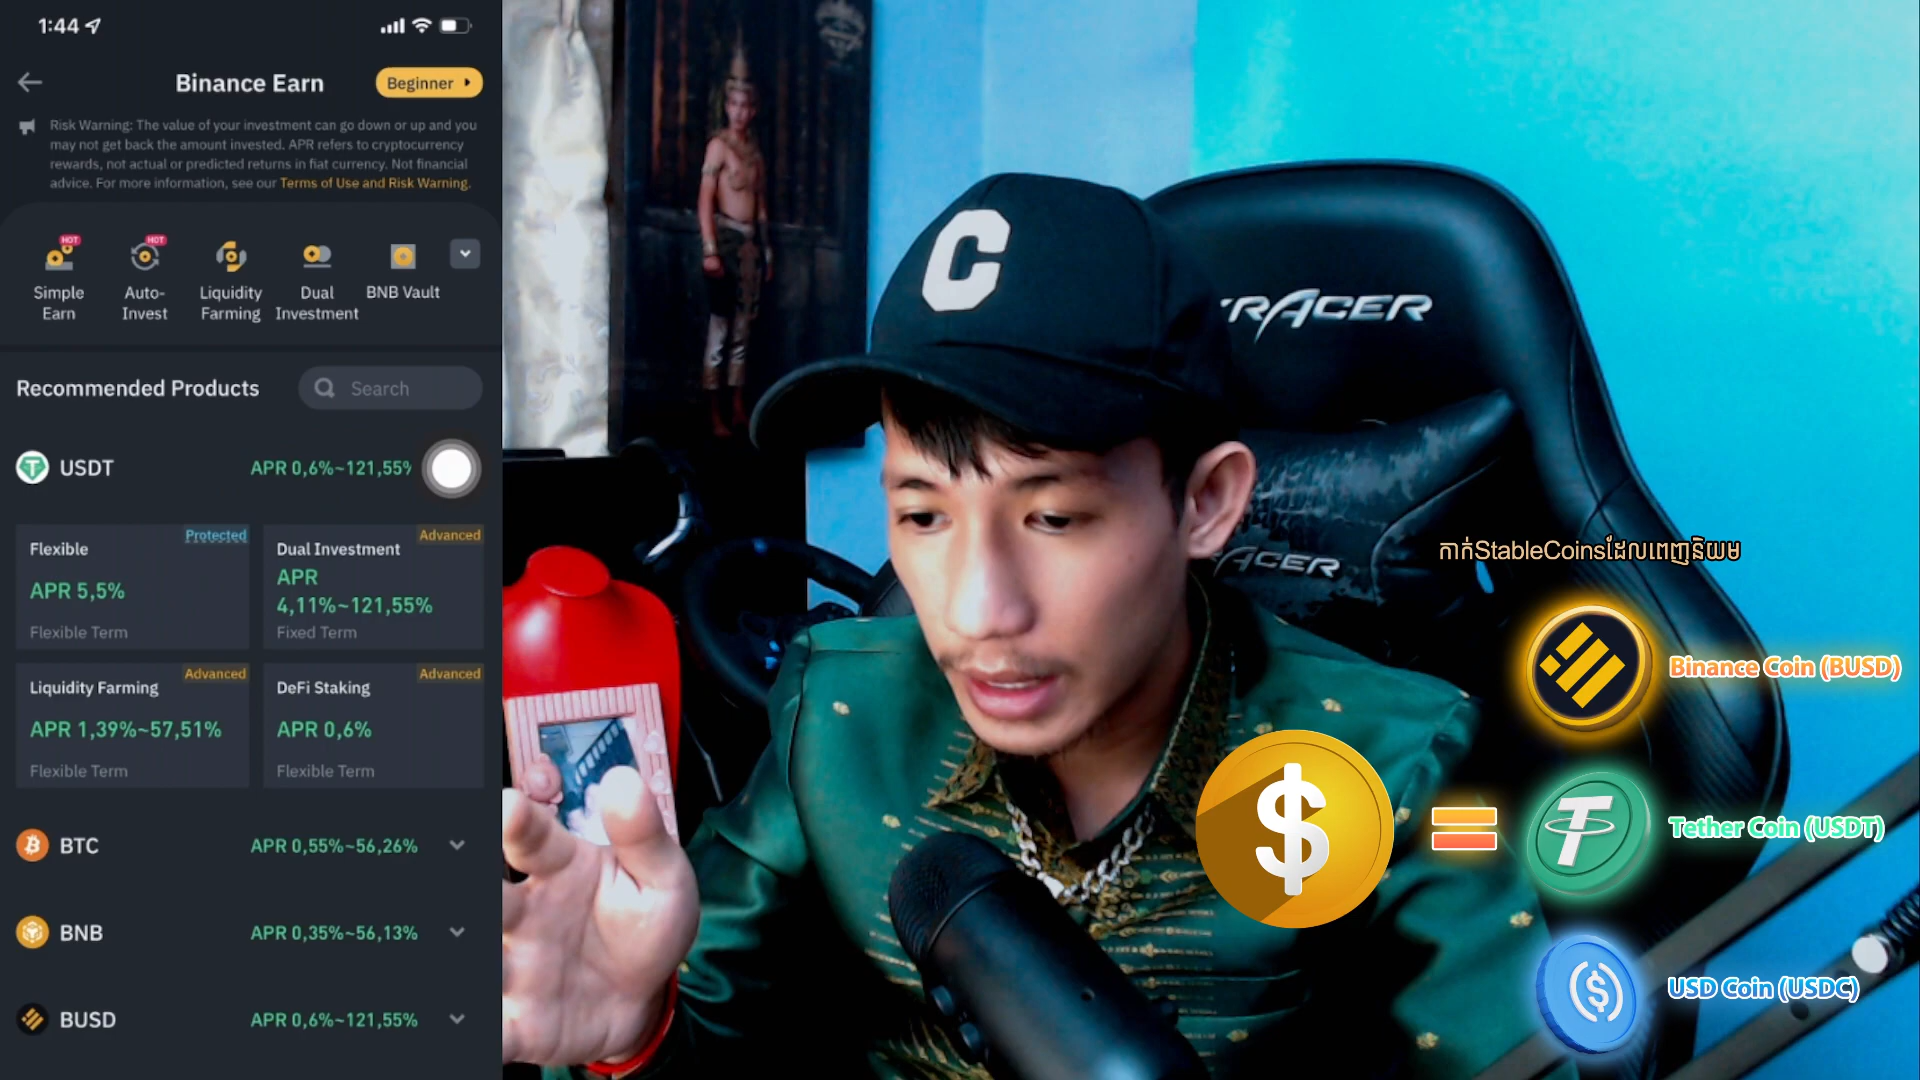 1:44
Binance Earn
Beginner
Risk Warning: The value of your investment can go down or up and you
may not get back the amount invested. APR refers to cryptocurrency
rewards, not actual or predicted returns in fiat currency. Not financial
advice. For more information, see our Terms of Use and Risk Warning.
HOT
HOT
Simple
Earn
Auto-
Invest
Liquidity
Farming
Dual
Investment
BNB Vault
Recommended Products
Search
USDT
APR 0,6%~121,55%
Flexible
Protected
APR 5,5%
Flexible Term
Dual Investment
Advanced
APR
4,11%~121,55%
Fixed Term
Liquidity Farming
Advanced
APR 1,39%~57,51%
Flexible Term
DeFi Staking
Advanced
APR 0,6%
Flexible Term
BTC
APR 0,55%~56,26%
BNB
APR 0,35%~56,13%
BUSD
APR 0,6%~121,55%
C
TRACER
កាក់StableCoinsដែលពេញនិយម
Binance Coin (BUSD)
Tether Coin (USDT)
USD Coin (USDC)
$
=